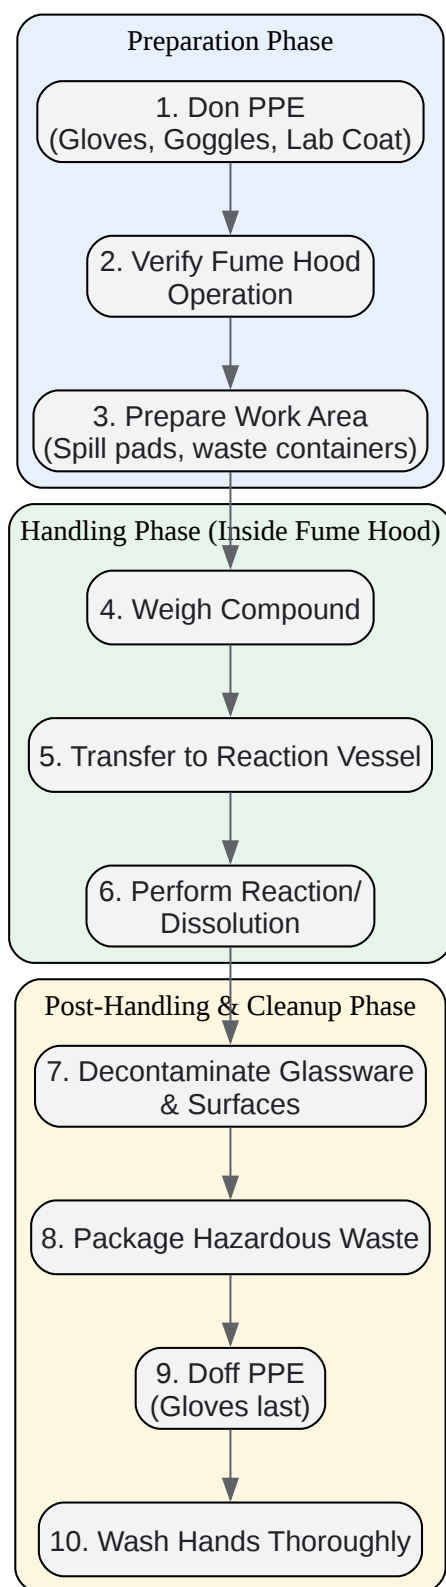 Preparation Phase
1. Don PPE
(Gloves, Goggles, Lab Coat)
2. Verify Fume Hood
Operation
3. Prepare Work Area
(Spill pads, waste containers)
Handling Phase (Inside Fume Hood)
4. Weigh Compound
5. Transfer to Reaction Vessel
6. Perform Reaction/
Dissolution
Post-Handling & Cleanup Phase
7. Decontaminate Glassware
& Surfaces
8. Package Hazardous Waste
9. Doff PPE
(Gloves last)
10. Wash Hands Thoroughly